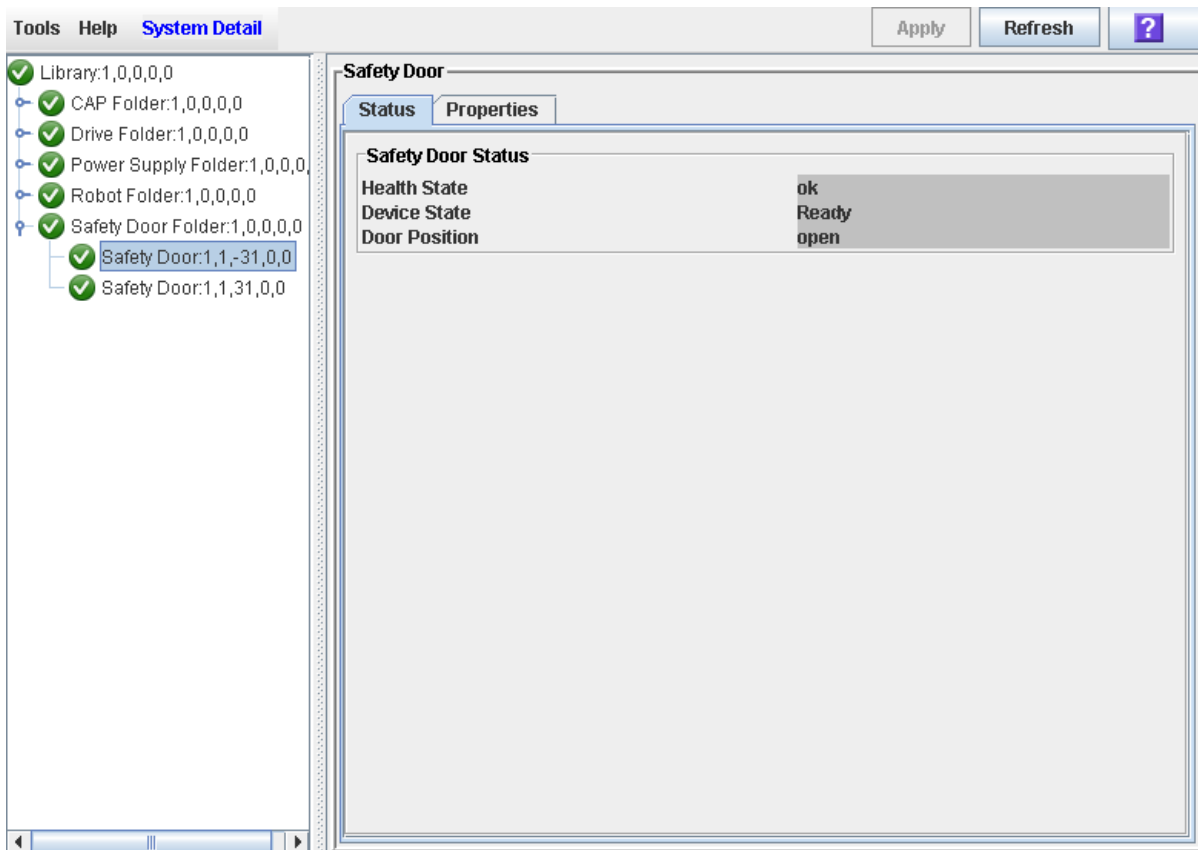 Tools Help System Detail Apply Refresh ?
Library:1,0,0,0,0
CAP Folder:1,0,0,0,0
Drive Folder:1,0,0,0,0
Power Supply Folder:1,0,0,0,
Robot Folder:1,0,0,0,0
Safety Door Folder:1,0,0,0,0
Safety Door:1,1,-31,0,0
Safety Door:1,1,31,0,0
Safety Door
Status Properties
Safety Door Status
Health State ok
Device State Ready
Door Position open